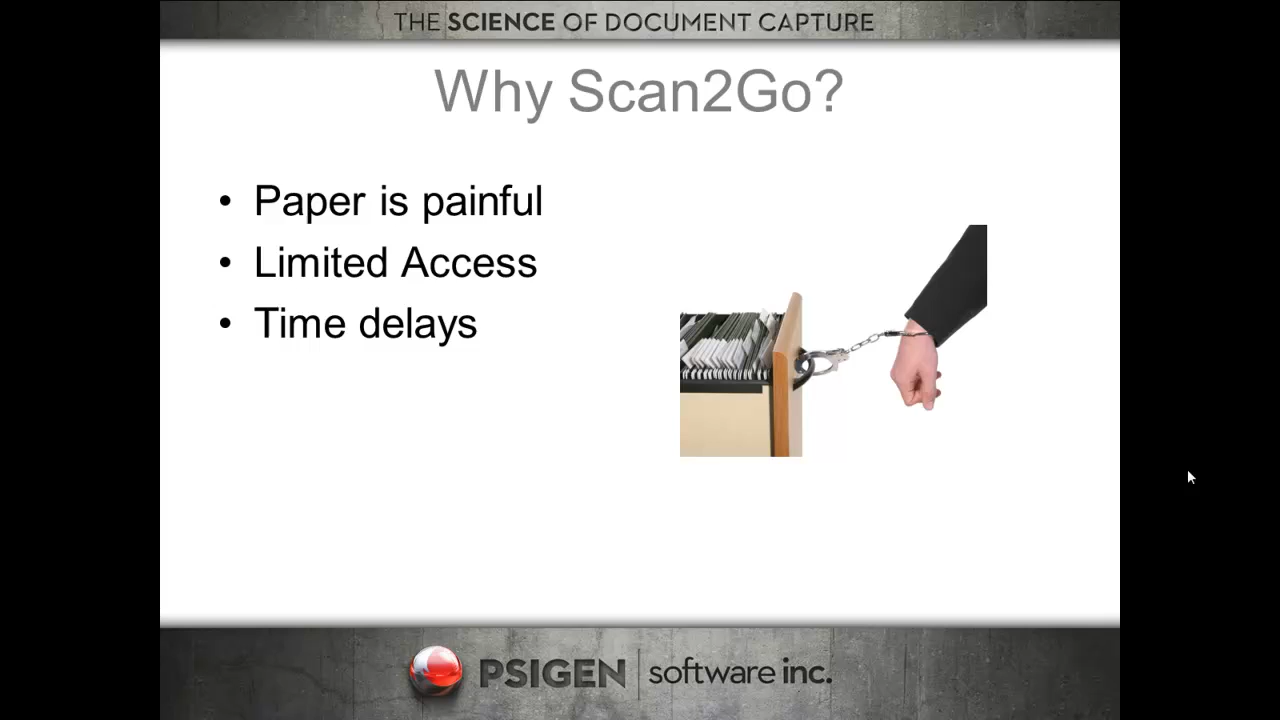 THE SCIENCE OF DOCUMENT CAPTURE
Why Scan2Go?
• Paper is painful
• Limited Access
• Time delays
PSIGEN software inc.